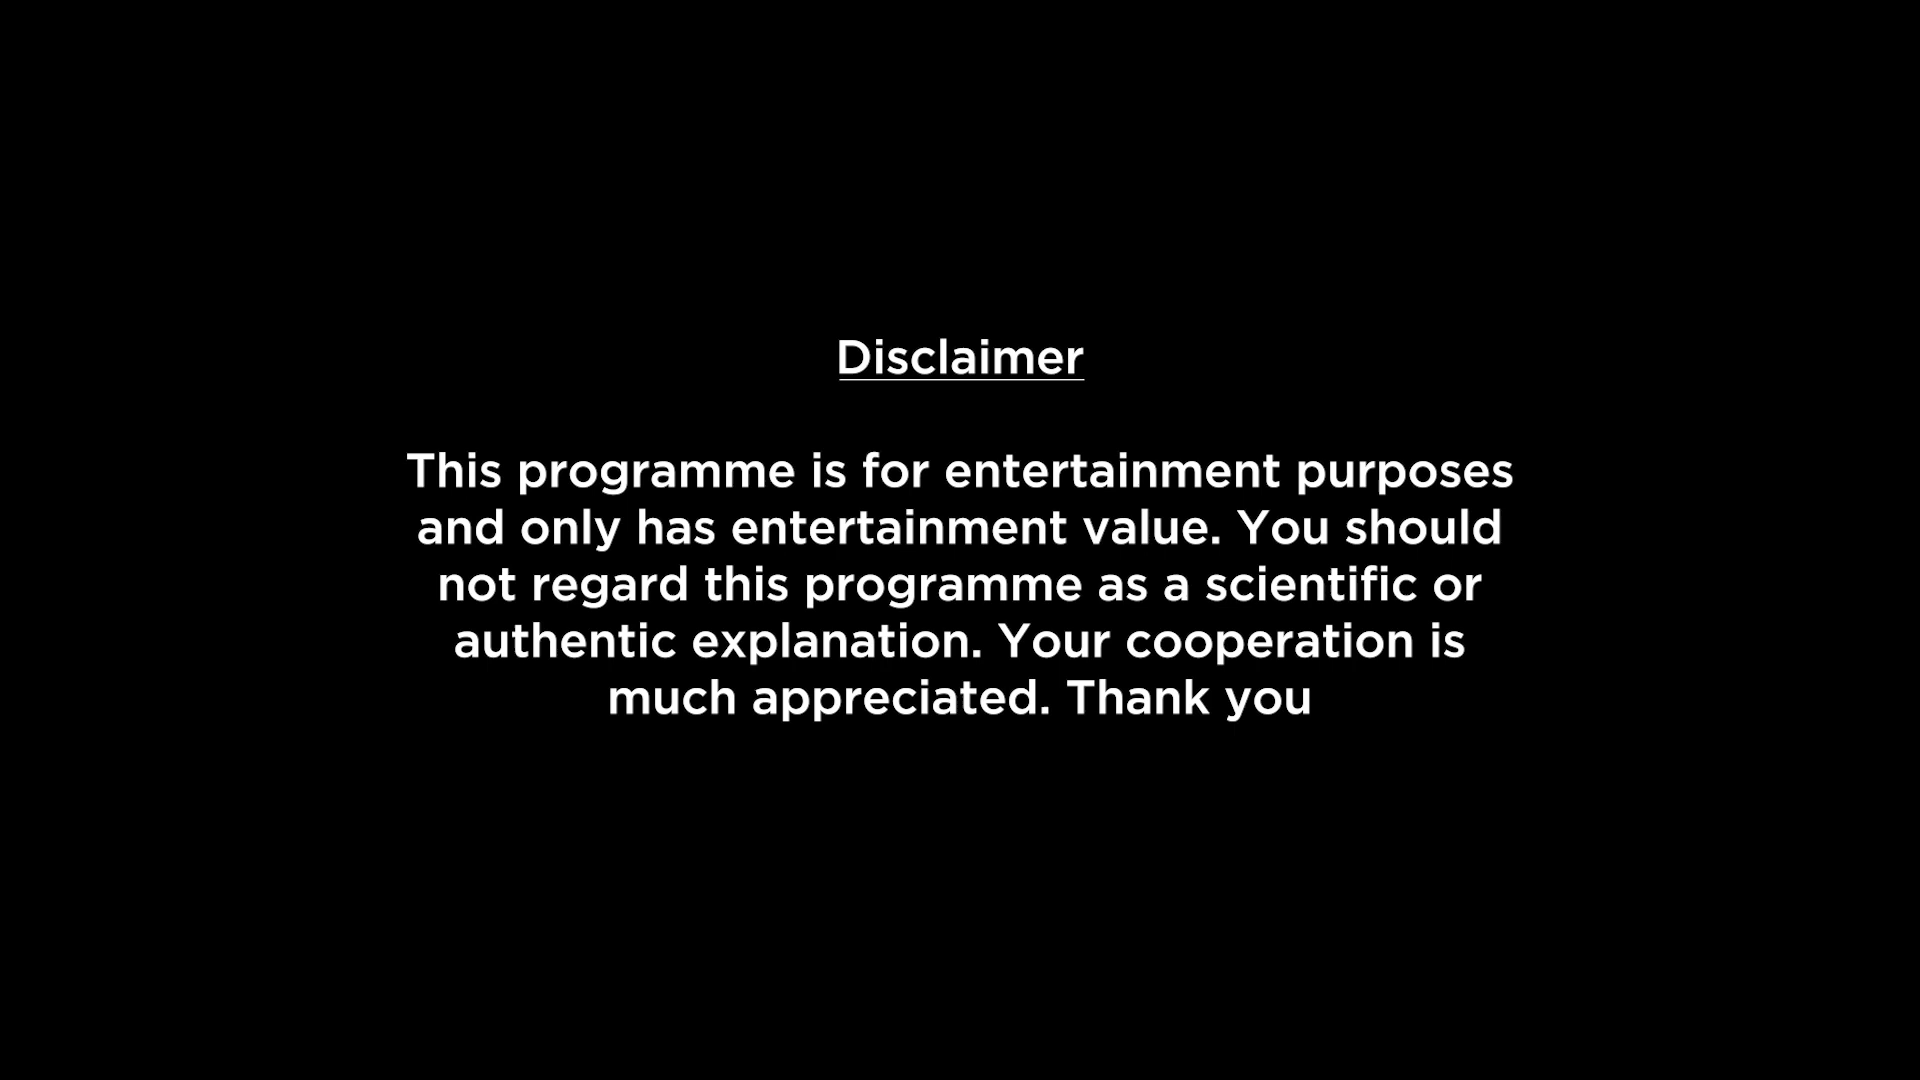 Disclaimer
This programme is for entertainment purposes
and only has entertainment value. You should
not regard this programme as a scientific or
authentic explanation. Your cooperation is
much appreciated. Thank you